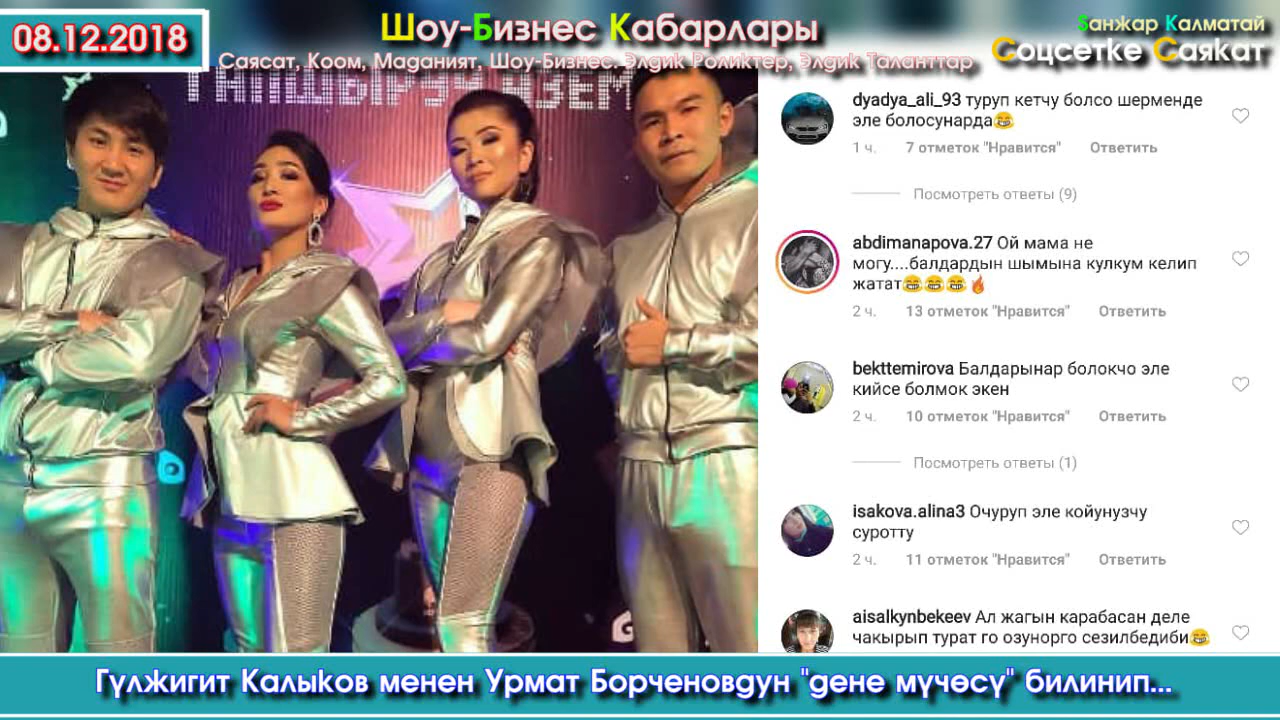 08.12.2018
Шоу-Бизнес Кабарлары
Саясат, Коом, Маданият, Шоу-Бизнес. Элдик Роликтер, Элдик Таланттар
Банжар Калматай
Соцсетке Саякат
ТАПШЫРУУ АЗЕМ
dyadya_ali_93 туруп кетчу болсо шерменде
эле болосунарда😂
1 ч. 7 отметок "Нравится" Ответить
Посмотреть ответы (9)
abdimanapova.27 Ой мама не
могу....балдардын шымына кулкум келип
жатат😂😂😂🔥
2 ч. 13 отметок "Нравится" Ответить
bekttemirova Балдарынар болокчо эле
кийсе болмок экен
2 ч. 10 отметок "Нравится" Ответить
Посмотреть ответы (1)
isakova.alina3 Очуруп эле койунузчу
суротту
2 ч. 11 отметок "Нравится" Ответить
aisalkynbekeev Ал жагын карабасан деле
чакырып турат го озунорго сезилбедиби😂
Гүлжигит Калыков менен Урмат Борченовдун "дене мүчөсү" билинип...